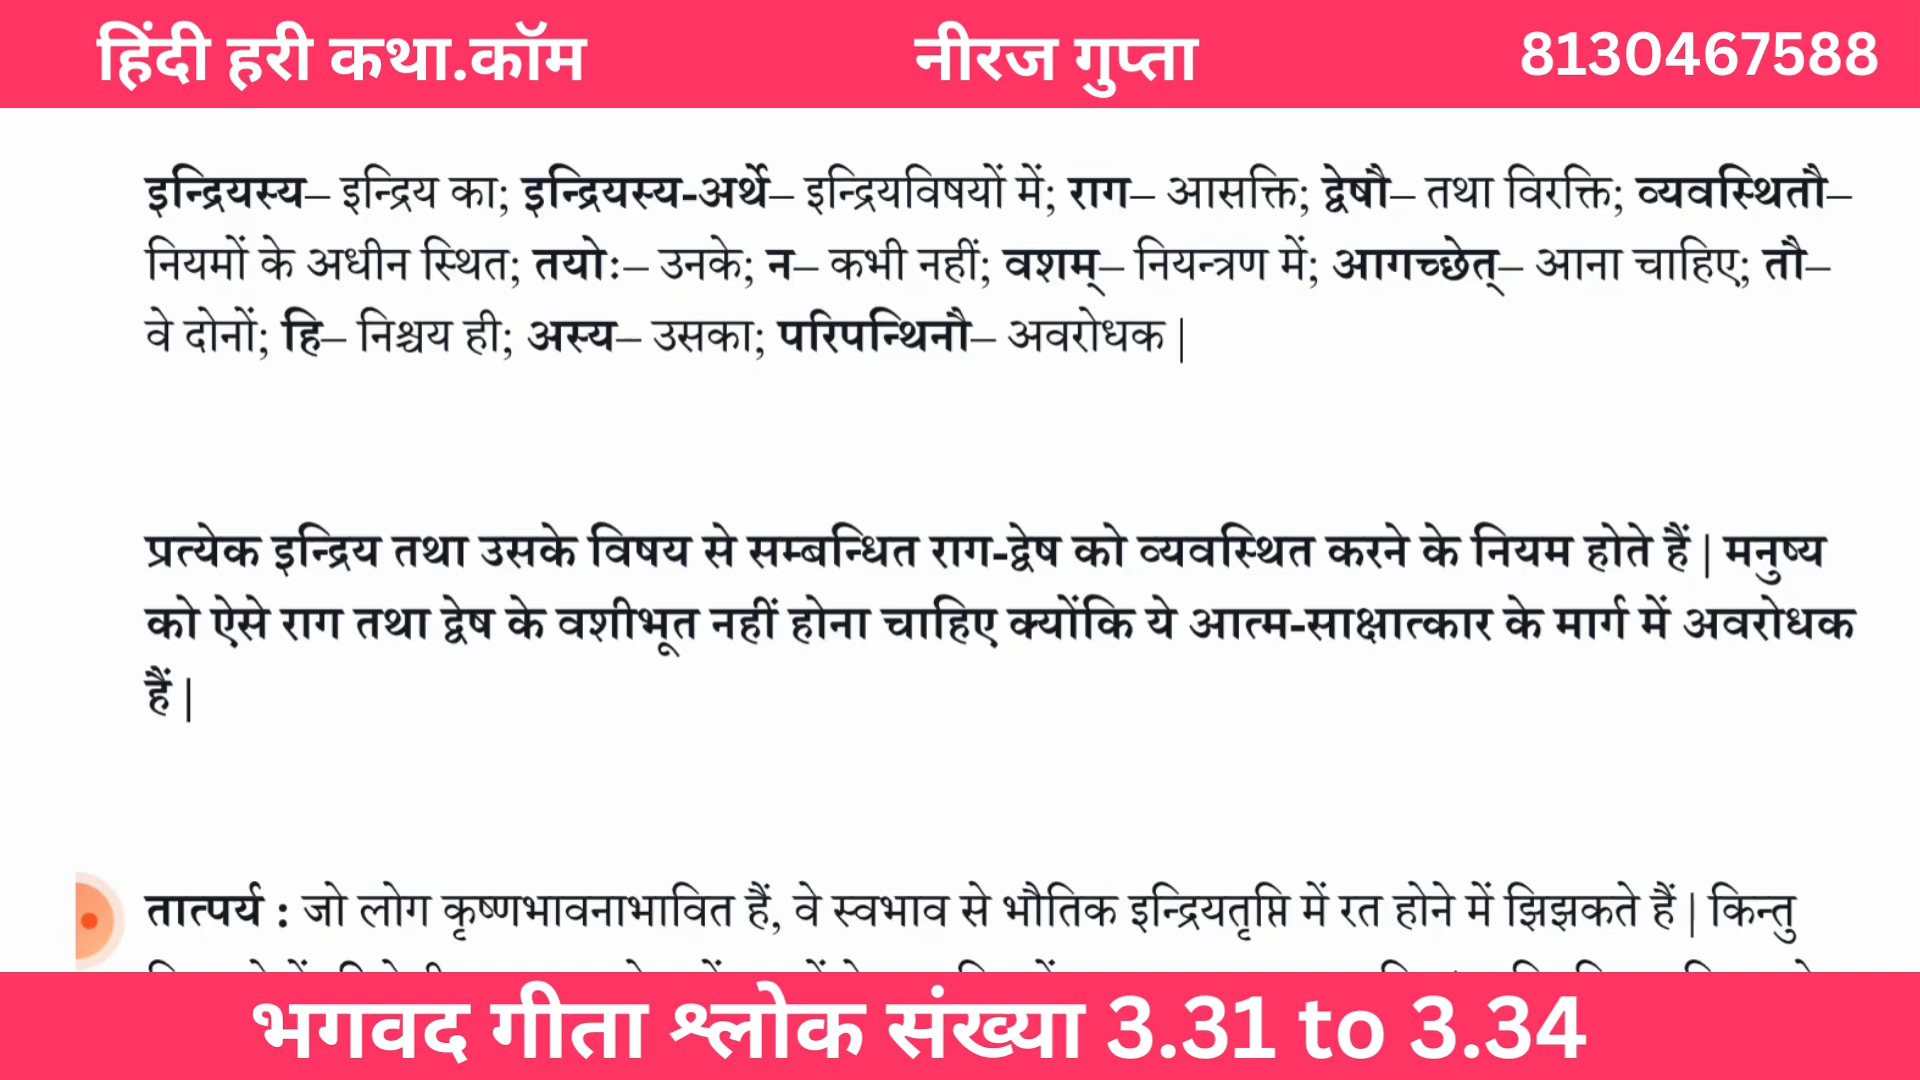 हिंदी हरी कथा.कॉम नीरज गुप्ता 8130467588
इन्द्रियस्य– इन्द्रिय का; इन्द्रियस्य-अर्थे– इन्द्रियविषयों में; राग– आसक्ति; द्वेषौ– तथा विरक्ति; व्यवस्थितौ–
नियमों के अधीन स्थित; तयोः– उनके; न– कभी नहीं; वशम्– नियन्त्रण में; आगच्छेत्– आना चाहिए; तौ–
वे दोनों; हि– निश्चय ही; अस्य– उसका; परिपन्थिनौ– अवरोधक |
प्रत्येक इन्द्रिय तथा उसके विषय से सम्बन्धित राग-द्वेष को व्यवस्थित करने के नियम होते हैं | मनुष्य
को ऐसे राग तथा द्वेष के वशीभूत नहीं होना चाहिए क्योंकि ये आत्म-साक्षात्कार के मार्ग में अवरोधक
हैं |
तात्पर्य : जो लोग कृष्णभावनाभावित हैं, वे स्वभाव से भौतिक इन्द्रियतृप्ति में रत होने में झिझकते हैं | किन्तु
भगवद गीता श्लोक संख्या 3.31 to 3.34